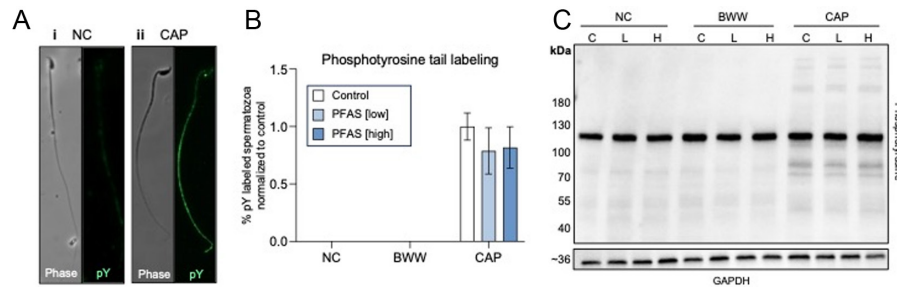 A
i NC
ii CAP
Phase
pY
Phase
pY
B
Phosphotyrosine tail labeling
% pY labeled spermatozoa
normalized to control
1.5
1.0
0.5
0.0
Control
PFAS [low]
PFAS [high]
NC
BWW
CAP
C
NC
BWW
CAP
C L H
C L H
C L H
kDa
180
130
100
70
55
40
~36
GAPDH